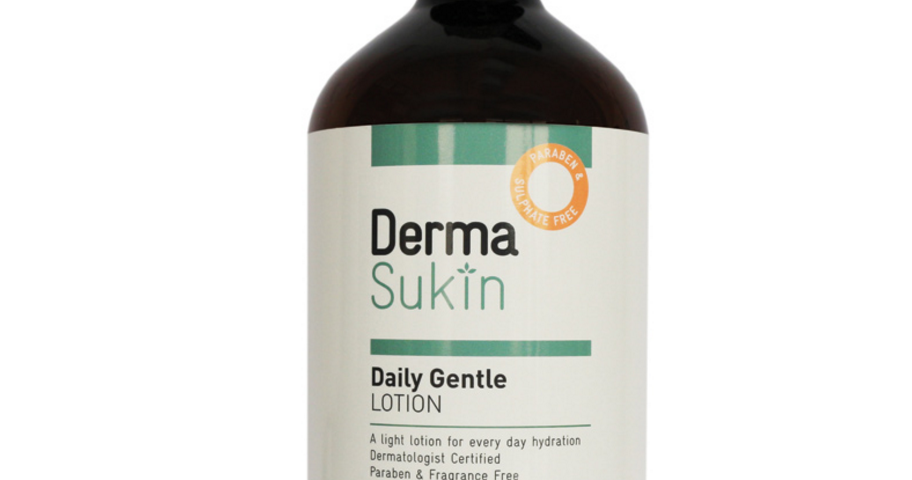 PARABEN &
SULPHATE FREE
Derma
Sukin
Daily Gentle
LOTION
A light lotion for every day hydration
Dermatologist Certified
Paraben & Fragrance Free